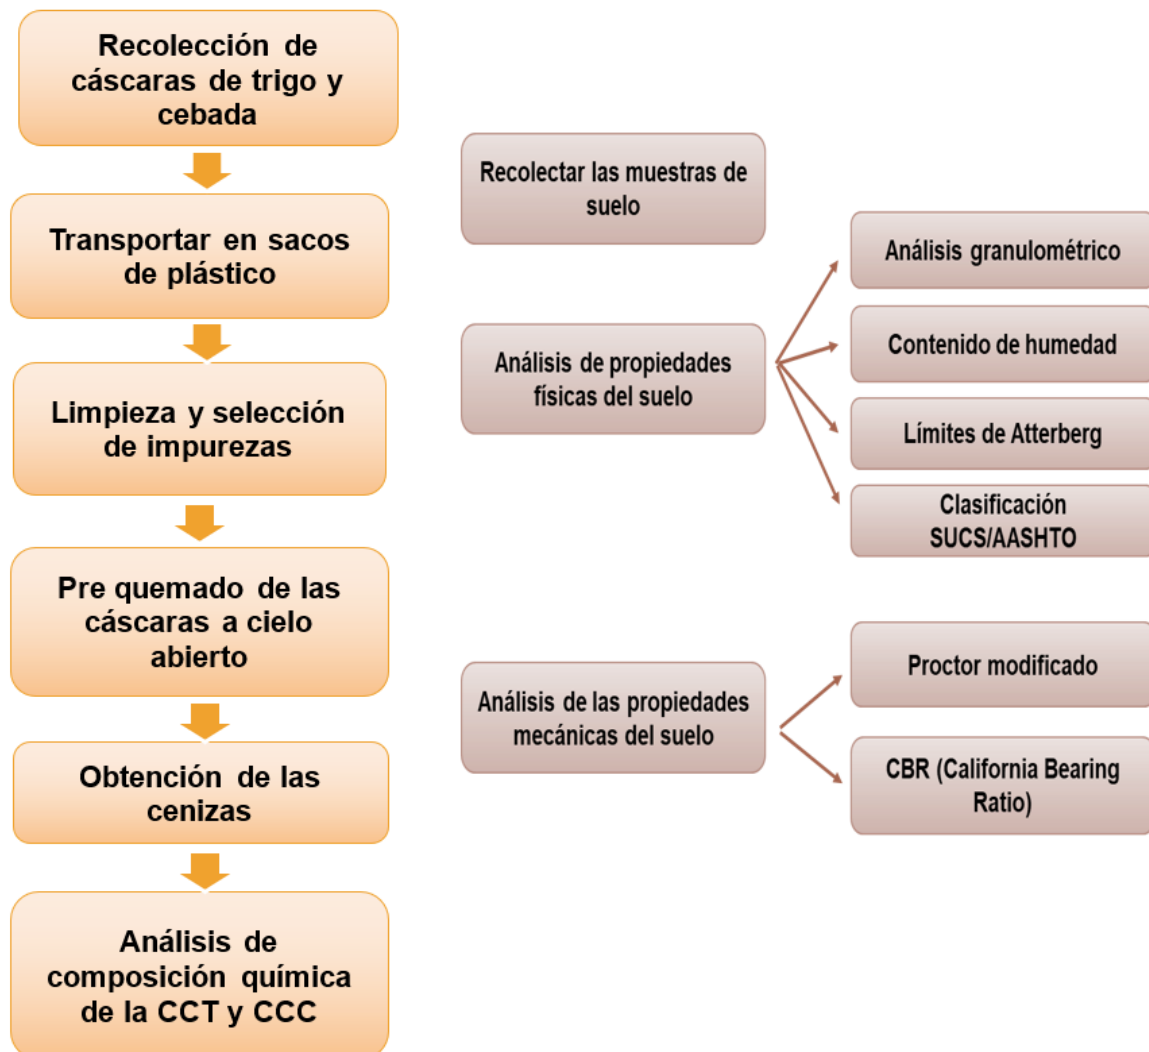 Recolección de
cáscaras de trigo y
cebada
Transportar en sacos
de plástico
Limpieza y selección
de impurezas
Pre quemado de las
cáscaras a cielo
abierto
Obtención de las
cenizas
Análisis de
composición química
de la CCT y CCC
Recolectar las muestras de
suelo
Análisis de propiedades
físicas del suelo
Análisis granulométrico
Contenido de humedad
Límites de Atterberg
Clasificación
SUCS/AASHTO
Análisis de las propiedades
mecánicas del suelo
Proctor modificado
CBR (California Bearing
Ratio)